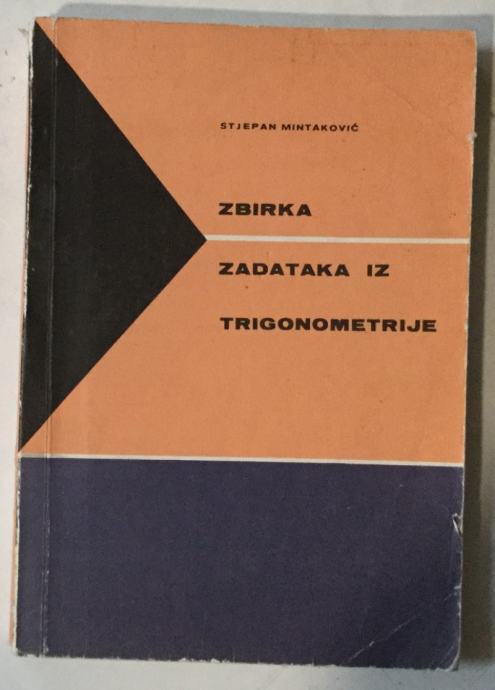 STJEPAN MINTAKOVIĆ
ZBIRKA
ZADATAKA IZ
TRIGONOMETRIJE